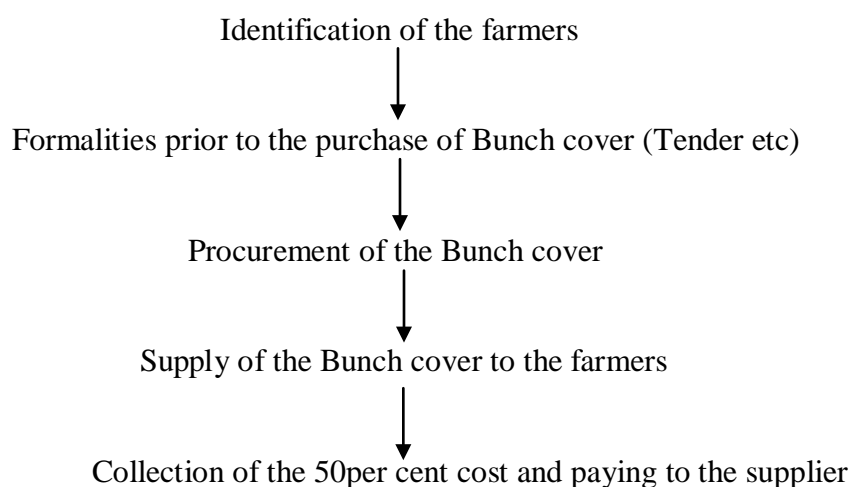 Identification of the farmers
Formalities prior to the purchase of Bunch cover (Tender etc)
Procurement of the Bunch cover
Supply of the Bunch cover to the farmers
Collection of the 50per cent cost and paying to the supplier